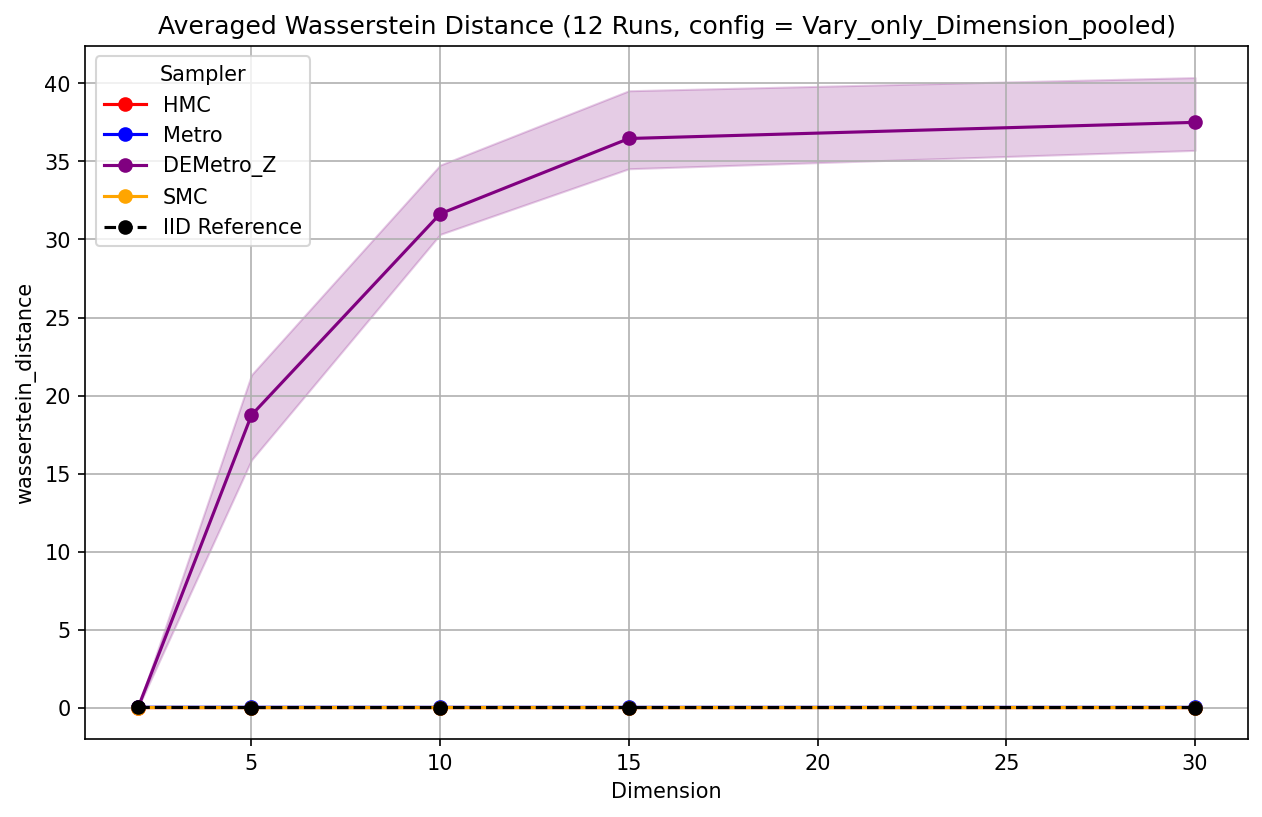 Averaged Wasserstein Distance (12 Runs, config = Vary_only_Dimension_pooled)
Sampler
HMC
Metro
DEMetro_Z
SMC
IID Reference
wasserstein_distance
40
35
30
25
20
15
10
5
0
5 10 15 20 25 30
Dimension